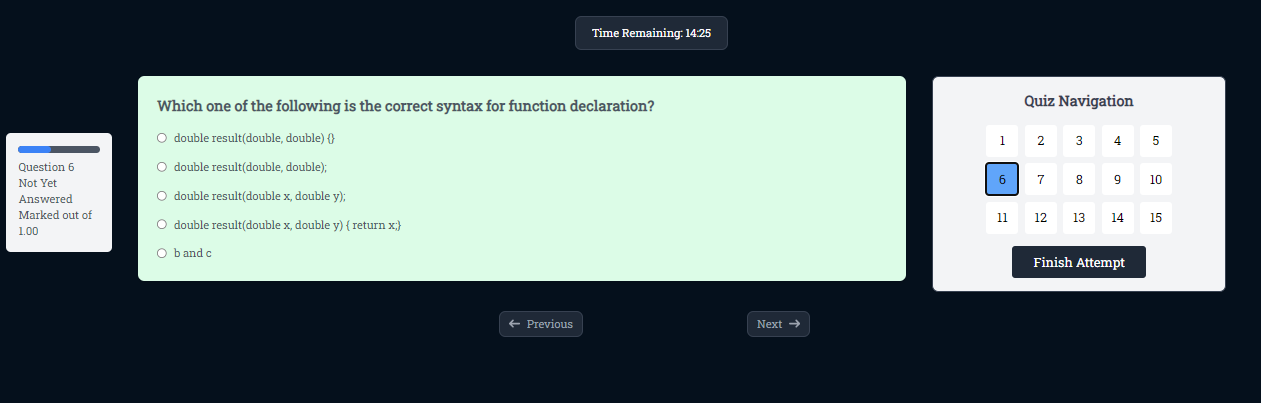 Time Remaining: 14:25
Question 6
Not Yet
Answered
Marked out of
1.00
Which one of the following is the correct syntax for function declaration?
double result(double, double) {}
double result(double, double);
double result(double x, double y);
double result(double x, double y) { return x;}
b and c
Previous
Next
Quiz Navigation
1 2 3 4 5
6 7 8 9 10
11 12 13 14 15
Finish Attempt